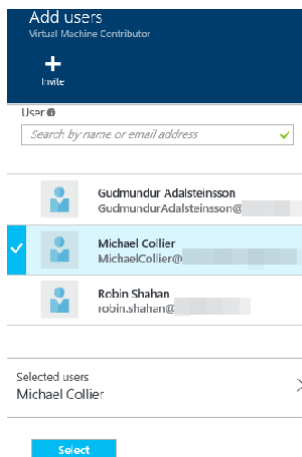 Add users
Virtual Machine Contributor
Invite
User
Search by name or email address
Gudmundur Adalsteinsson
GudmundurAdalsteinsson@
Michael Collier
MichaelCollier@
Robin Shahan
robin.shahan@
Selected users
Michael Collier
Select